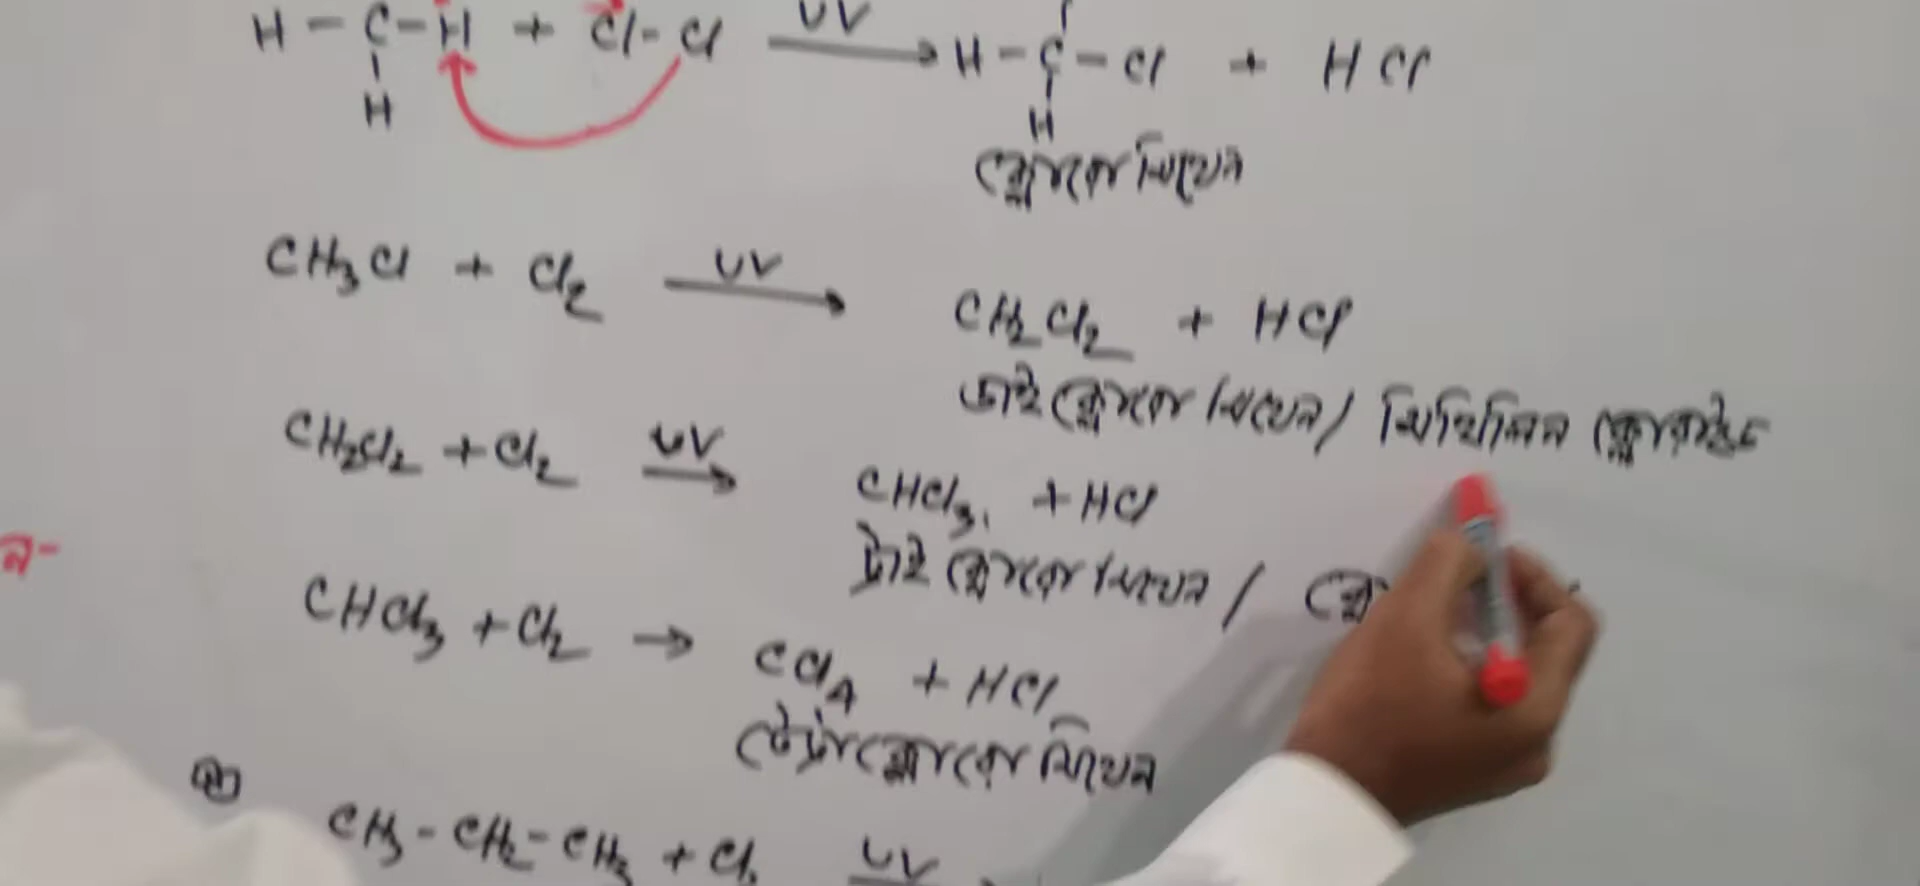 H - C - H + Cl - Cl UV → H - C - Cl + HCl
H H
ক্লোরো মিথেন
CH₃Cl + Cl₂ UV → CH₂Cl₂ + HCl
ডাই ক্লোরো মিথেন / মিথিলিন ক্লোরাইড
CH₂Cl₂ + Cl₂ UV → CHCl₃ + HCl
ন-
ট্রাই ক্লোরো মিথেন /
CHCl₃ + Cl₂ → CCl₄ + HCl
টেট্রাক্লোরো মিথেন
CH₃ - CH₂ - CH₃ + Cl₂ UV